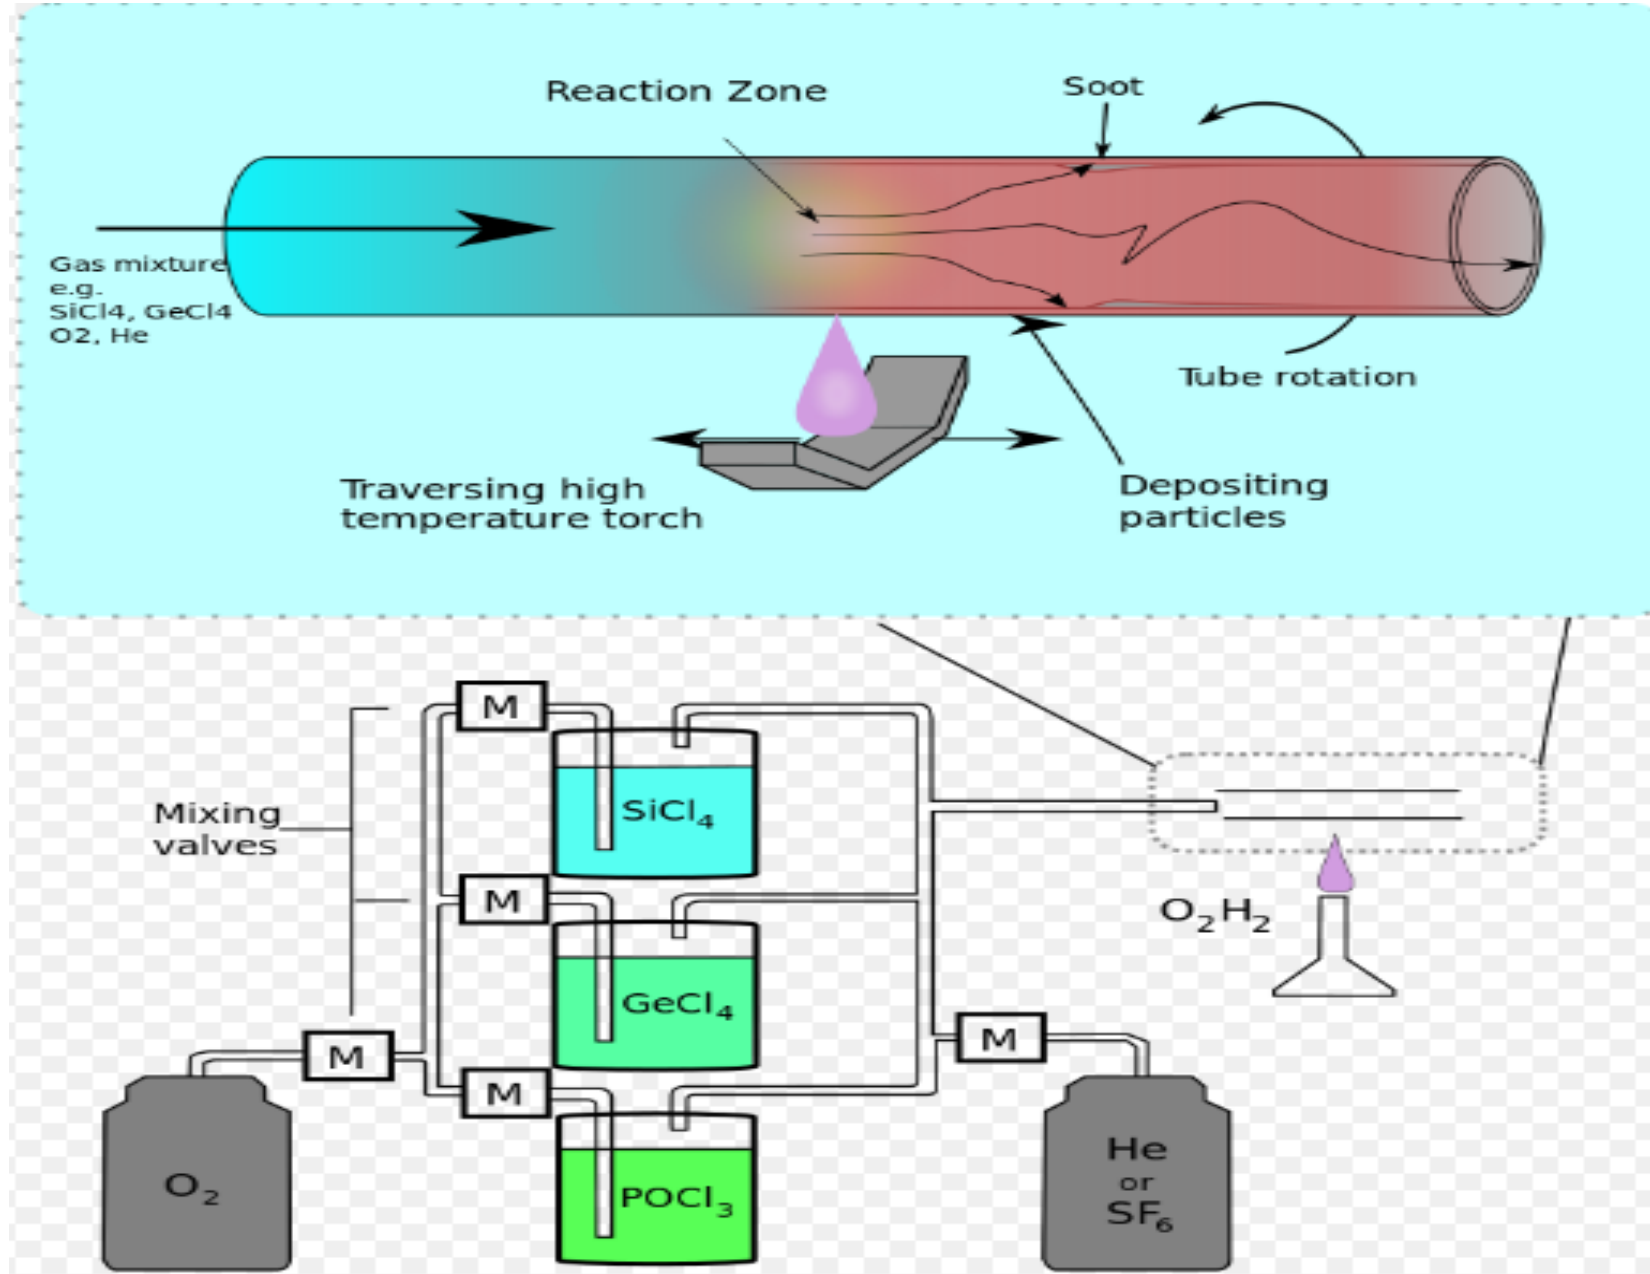 Reaction Zone
Soot
Gas mixture
e.g.
SiCl4, GeCl4
O2, He
Tube rotation
Traversing high
temperature torch
Depositing
particles
M
SiCl₄
Mixing
valves
M
GeCl₄
O₂H₂
M
M
M
POCl₃
O₂
He
or
SF₆